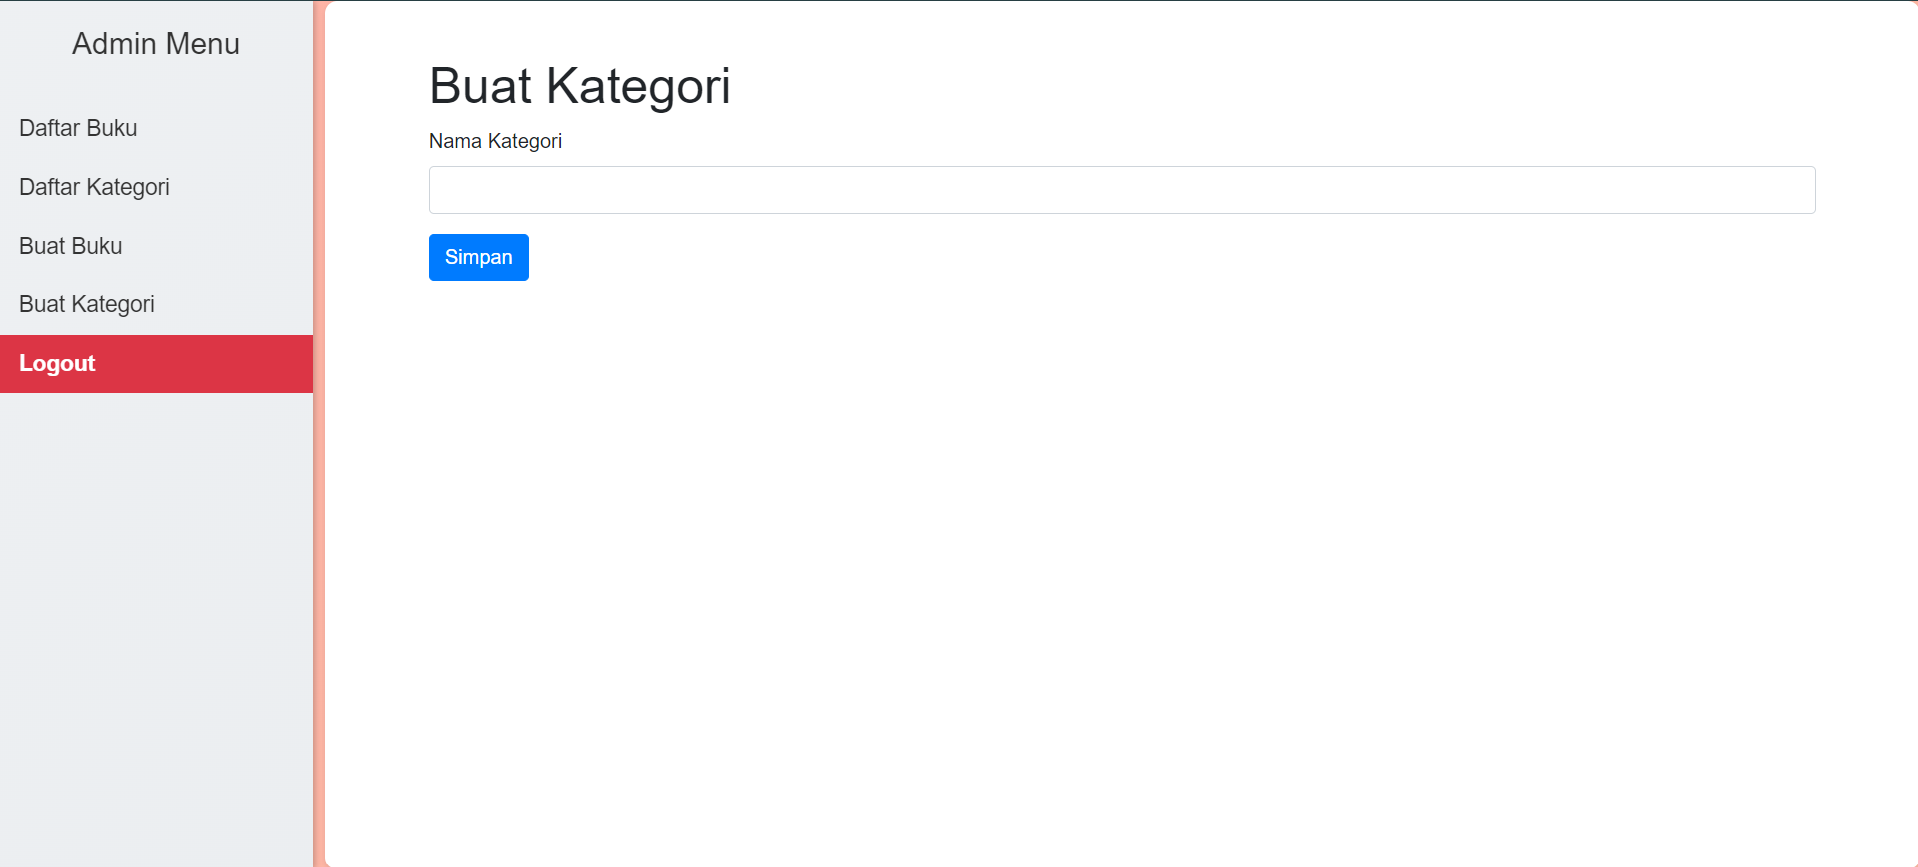 Admin Menu
Daftar Buku
Daftar Kategori
Buat Buku
Buat Kategori
Logout
Buat Kategori
Nama Kategori
Simpan